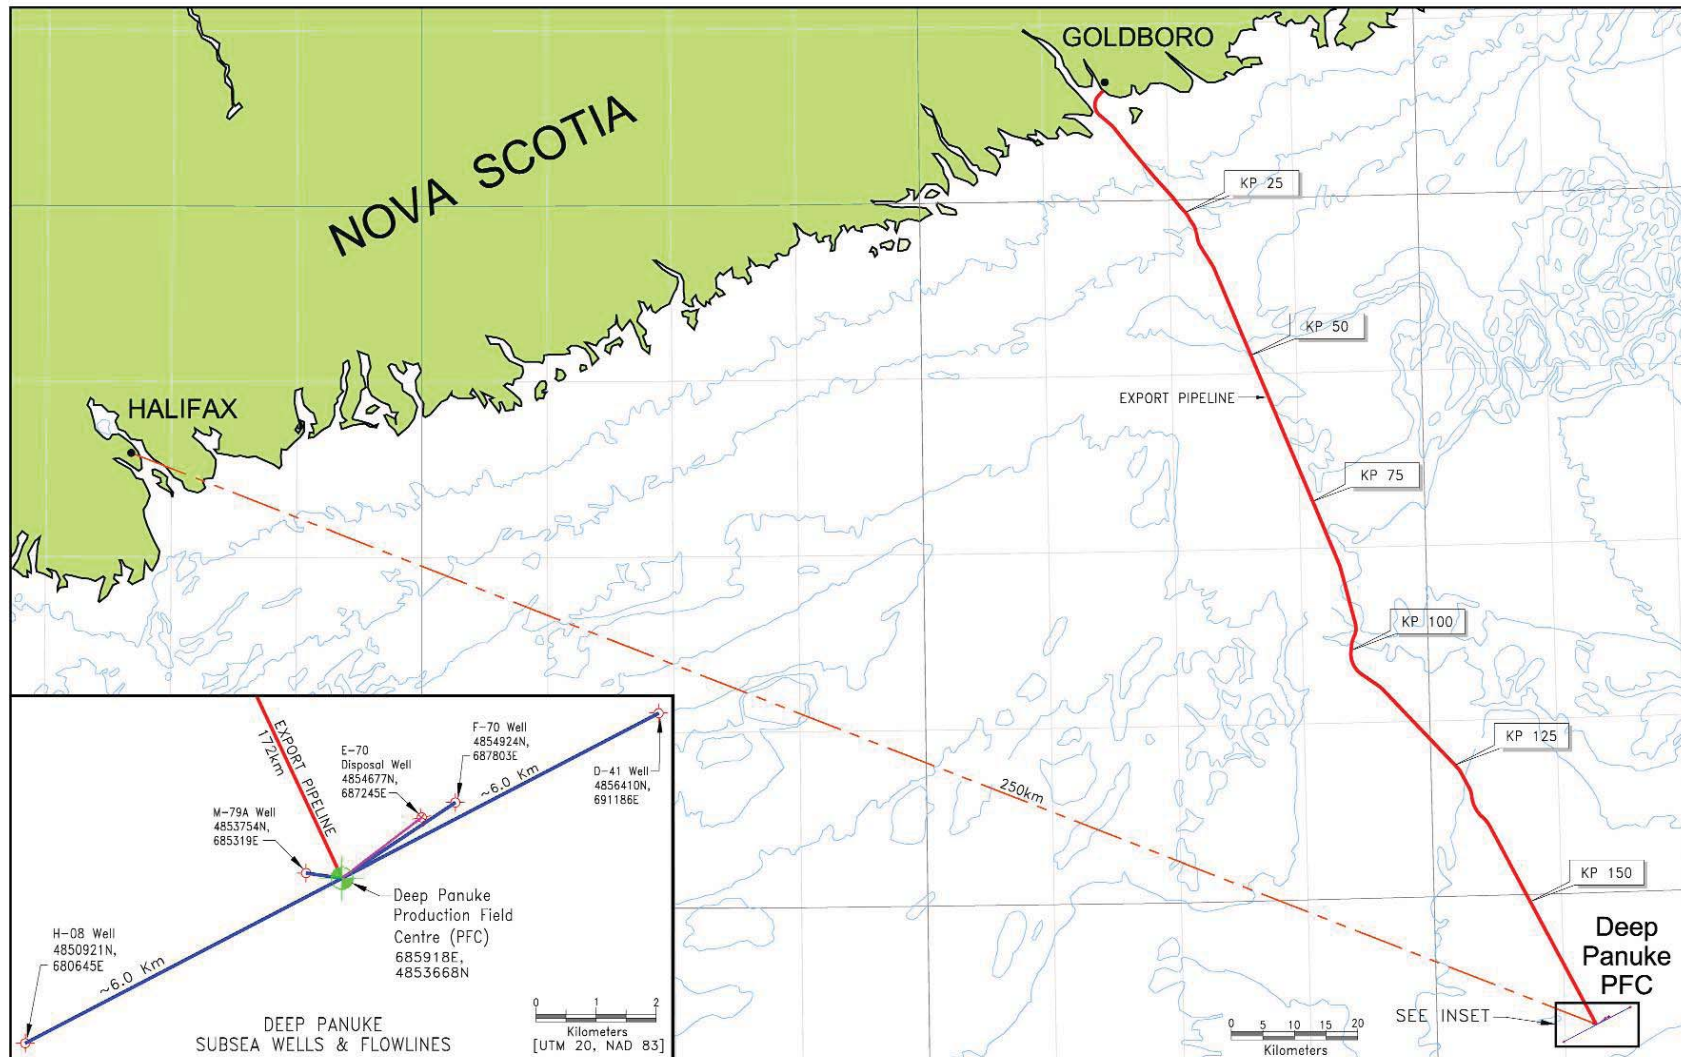 GOLDBORO
NOVA SCOTIA
KP 25
KP 50
EXPORT PIPELINE
HALIFAX
KP 75
KP 100
KP 125
250km
KP 150
Deep
Panuke
PFC
SEE INSET
0 5 10 15 20
Kilometers
EXPORT PIPELINE
172km
F-70 Well
4854924N,
687803E
E-70
Disposal Well
4854677N,
687245E
~6.0 Km
D-41 Well
4856410N,
691186E
M-79A Well
4853754N,
685319E
Deep Panuke
Production Field
Centre (PFC)
685918E,
4853668N
H-08 Well
4850921N,
680645E
~6.0 Km
DEEP PANUKE
SUBSEA WELLS & FLOWLINES
0 1 2
Kilometers
[UTM 20, NAD 83]